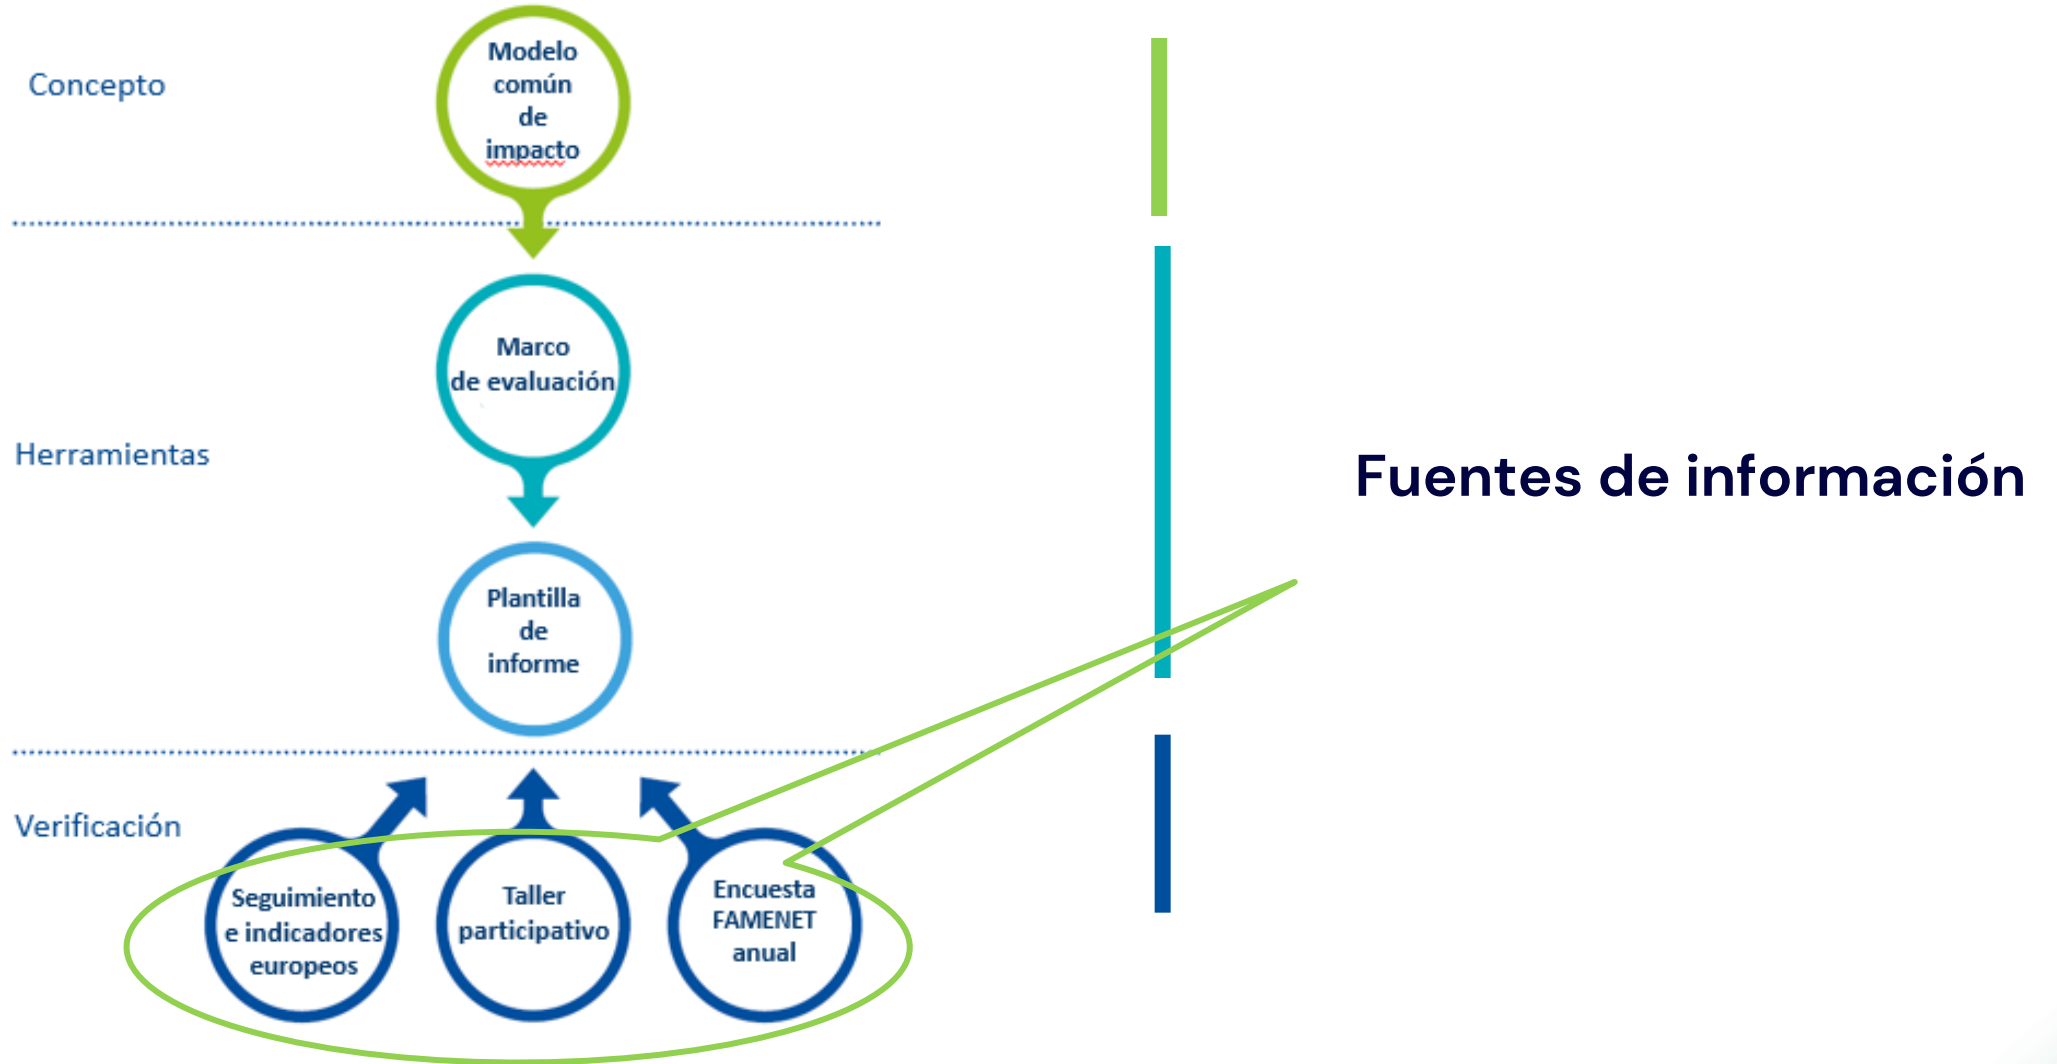 Concepto
Modelo
común
de
impacto
Marco
de evaluación
Herramientas
Fuentes de información
Plantilla
de
informe
Verificación
Seguimiento
e indicadores
europeos
Taller
participativo
Encuesta
FAMENET
anual